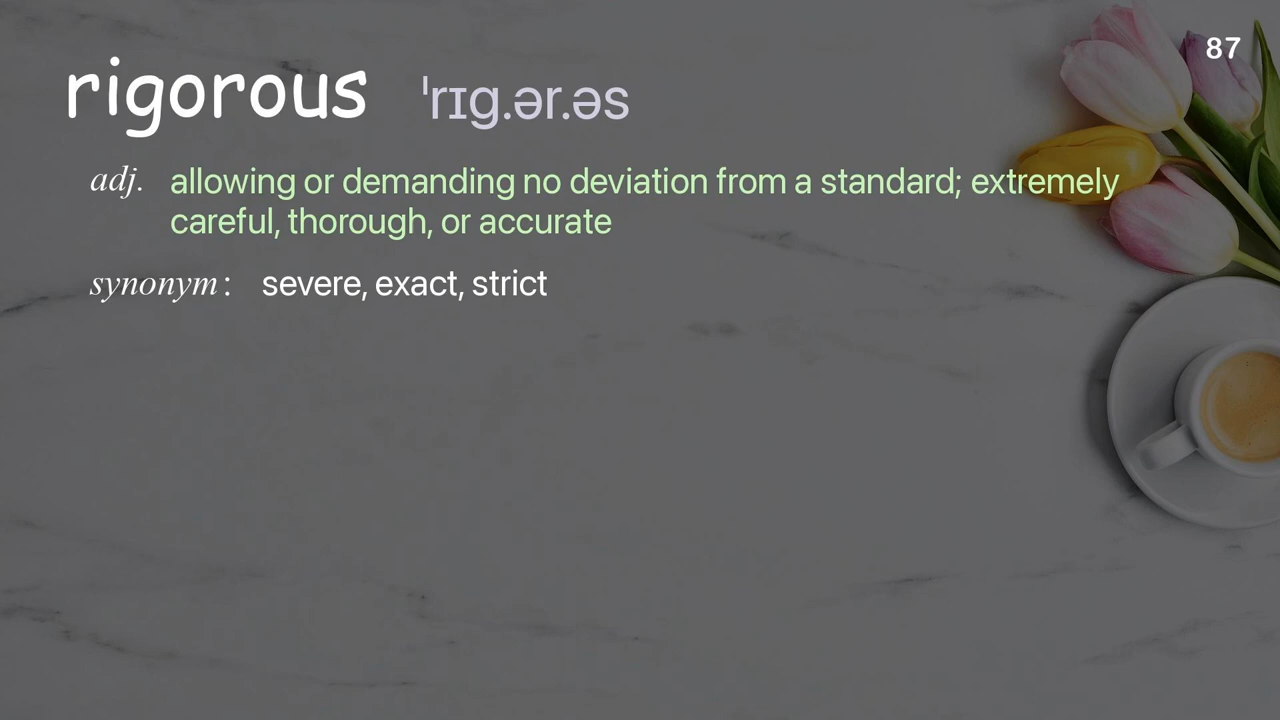 87
rigorous ˈrɪg.ər.əs
adj. allowing or demanding no deviation from a standard; extremely
careful, thorough, or accurate
synonym: severe, exact, strict